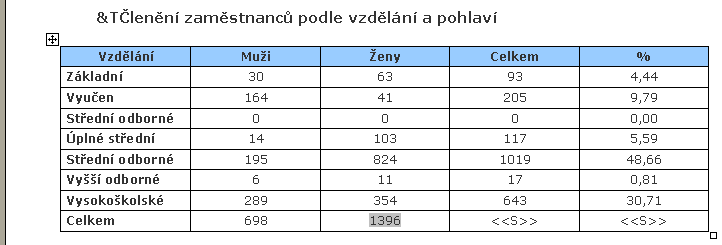 &TČlenění zaměstnanců podle vzdělání a pohlaví
Vzdělání Muži Ženy Celkem %
Základní 30 63 93 4,44
Vyučen 164 41 205 9,79
Střední odborné 0 0 0 0,00
Úplné střední 14 103 117 5,59
Střední odborné 195 824 1019 48,66
Vyšší odborné 6 11 17 0,81
Vysokoškolské 289 354 643 30,71
Celkem 698 1396 <<S>> <<S>>